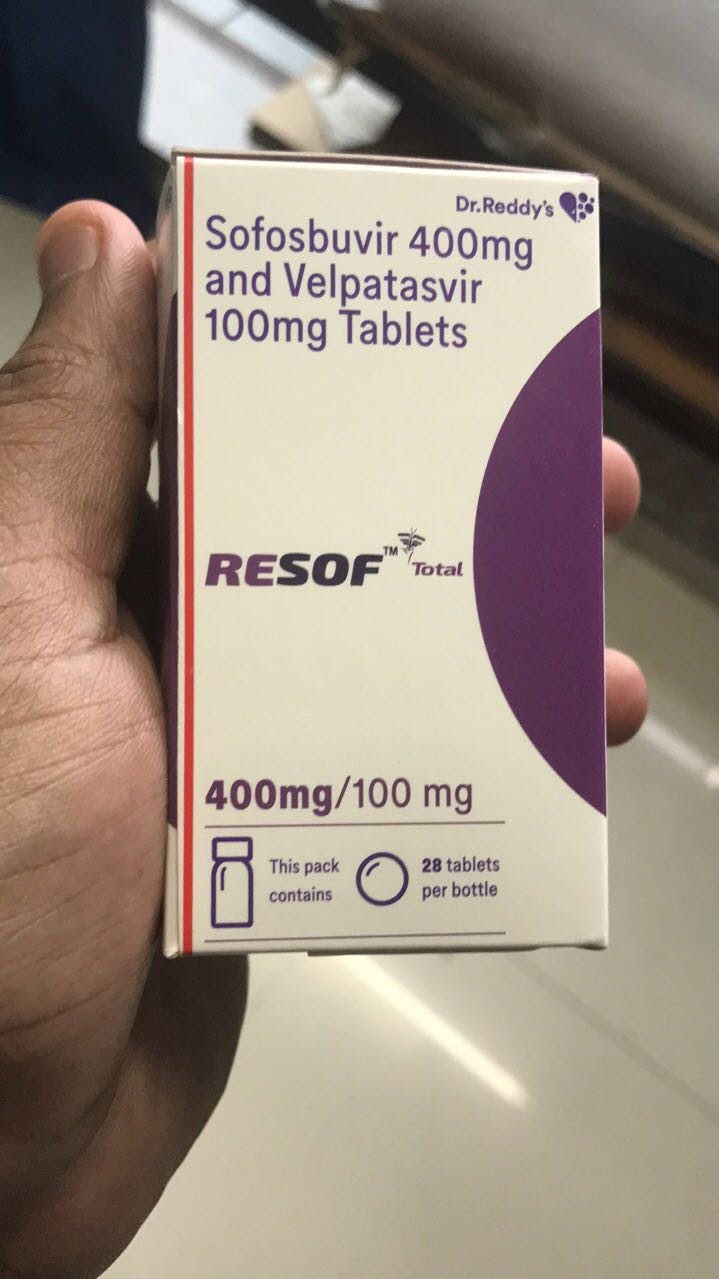 Dr.Reddy's
Sofosbuvir 400mg
and Velpatasvir
100mg Tablets
RESOF™ Total
400mg/100 mg
This pack
contains
28 tablets
per bottle